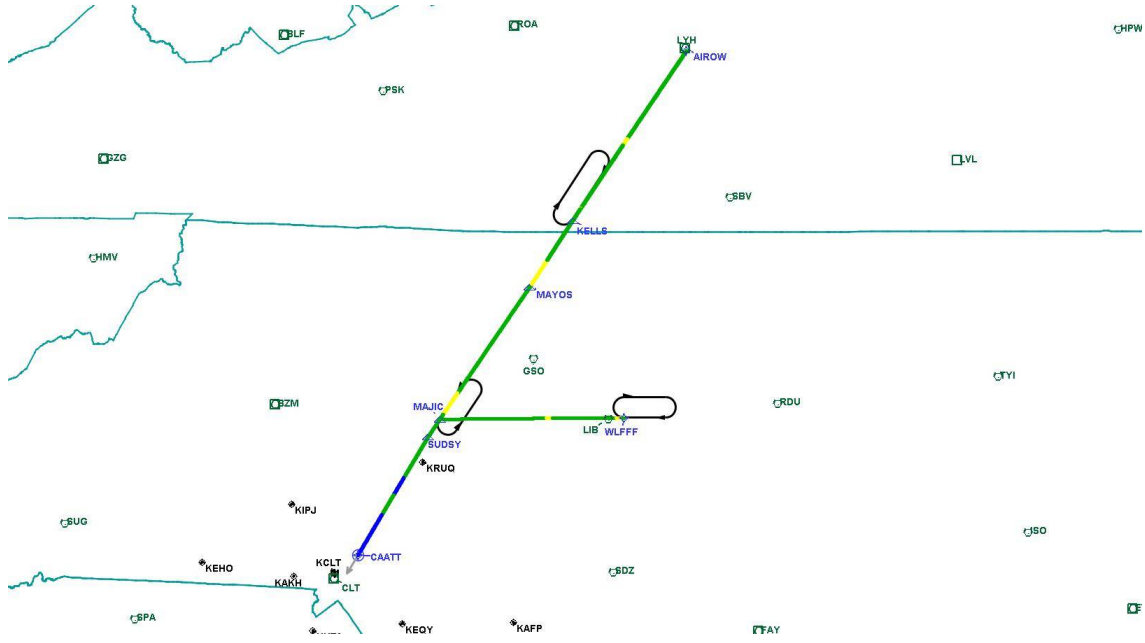 ROA
HPW
BLF
LYH
AIROW
PSK
GZG
LVL
SBV
KELLS
HMV
MAYOS
GSO
TYI
BZM
MAJIC
RDU
LIB
WLFFF
SUDSY
KRUQ
KIPJ
SUG
ISO
CAATT
KEHO
KCLT
KAKH
CLT
SDZ
SPA
KEQY
KAFP
FAY